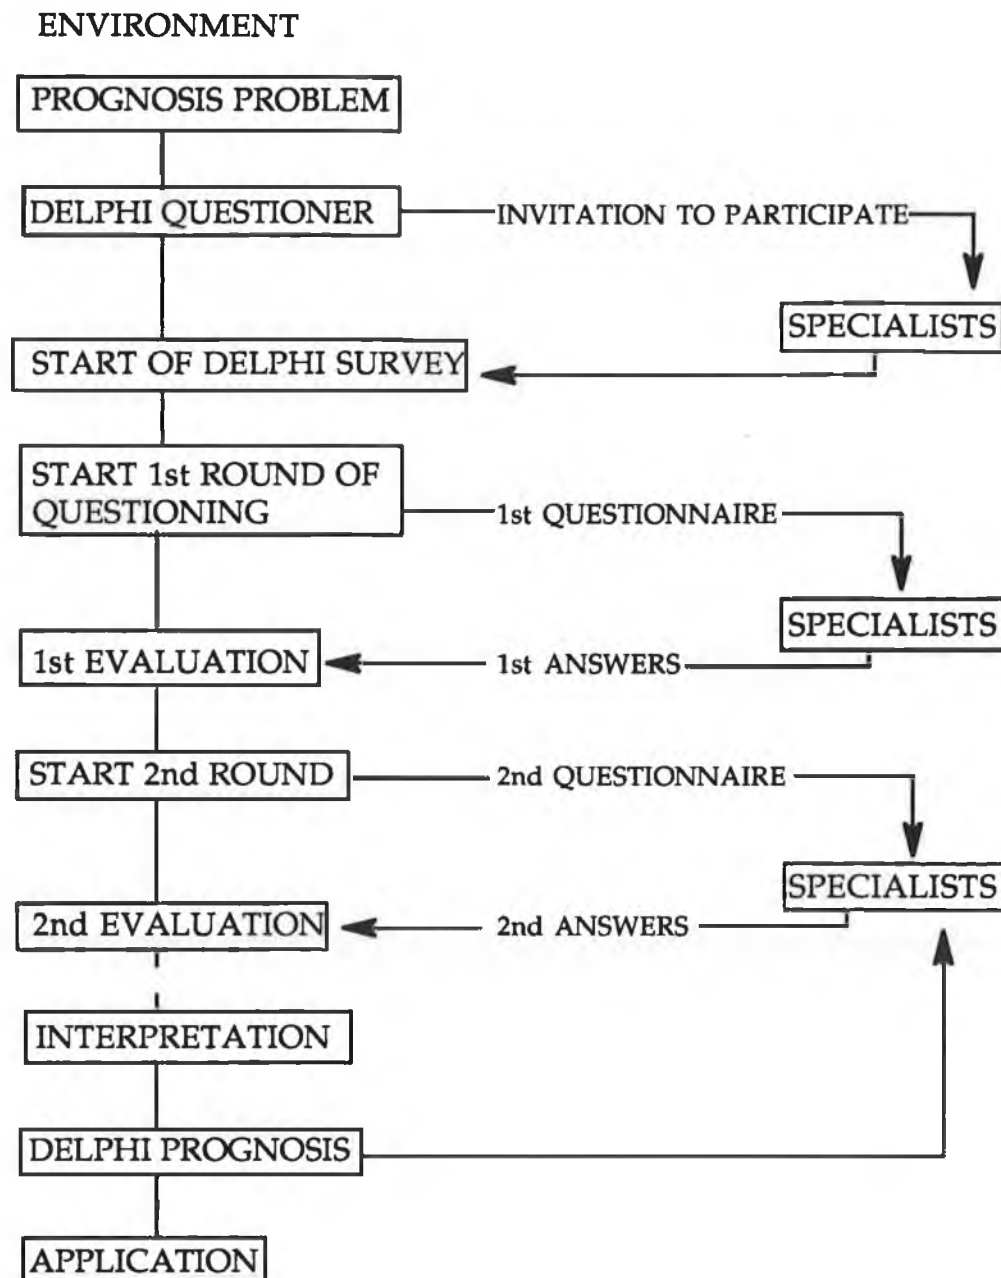 ENVIRONMENT
PROGNOSIS PROBLEM
DELPHI QUESTIONER
INVITATION TO PARTICIPATE
SPECIALISTS
START OF DELPHI SURVEY
START 1st ROUND OF
QUESTIONING
1st QUESTIONNAIRE
SPECIALISTS
1st EVALUATION
1st ANSWERS
START 2nd ROUND
2nd QUESTIONNAIRE
SPECIALISTS
2nd EVALUATION
2nd ANSWERS
INTERPRETATION
DELPHI PROGNOSIS
APPLICATION